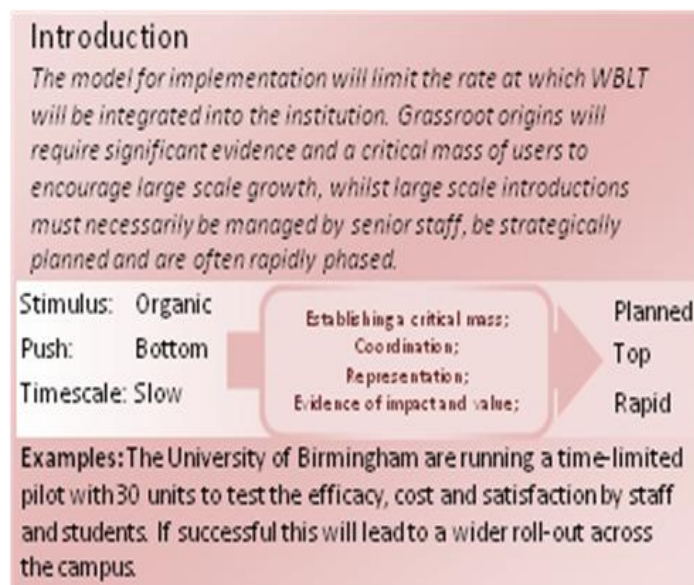 Introduction
The model for implementation will limit the rate at which WBLT
will be integrated into the institution. Grassroot origins will
require significant evidence and a critical mass of users to
encourage large scale growth, whilst large scale introductions
must necessarily be managed by senior staff, be strategically
planned and are often rapidly phased.
Stimulus: Organic
Push: Bottom
Timescale: Slow
Establishing a critical mass;
Coordination;
Representation;
Evidence of impact and value;
Planned
Top
Rapid
Examples: The University of Birmingham are running a time-limited
pilot with 30 units to test the efficacy, cost and satisfaction by staff
and students. If successful this will lead to a wider roll-out across
the campus.